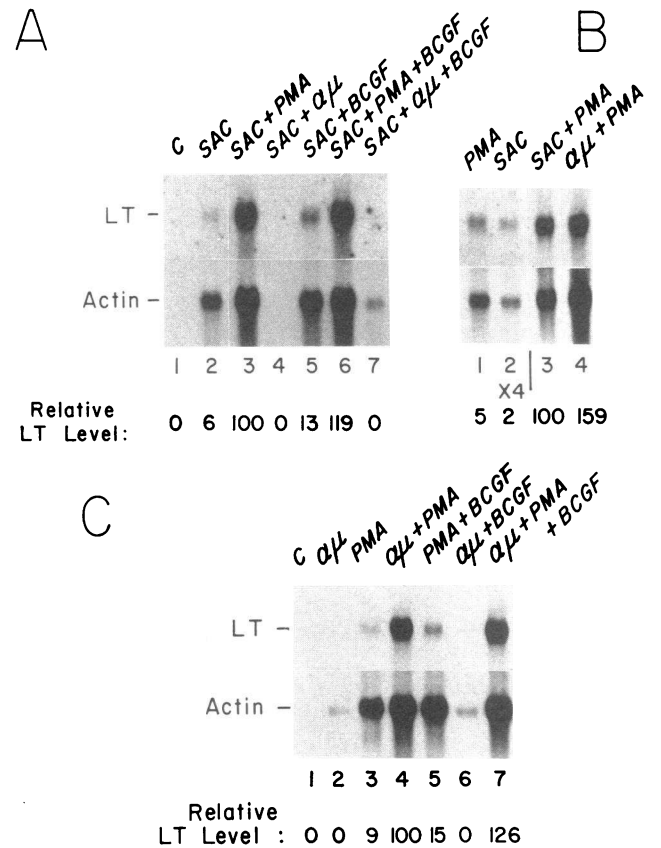 A
C SAC SAC+PMA SAC+αμ SAC+BCGF SAC+PMA+BCGF SAC+αμ+BCGF
LT –
Actin –
1 2 3 4 5 6 7
Relative
LT Level: 0 6 100 0 13 119 0
B
PMA SAC SAC+PMA αμ+PMA
1 2 3 4
X4
5 2 100 159
C
C αμ PMA αμ+PMA PMA+BCGF αμ+BCGF αμ+PMA
+BCGF
LT –
Actin –
1 2 3 4 5 6 7
Relative
LT Level : 0 0 9 100 15 0 126